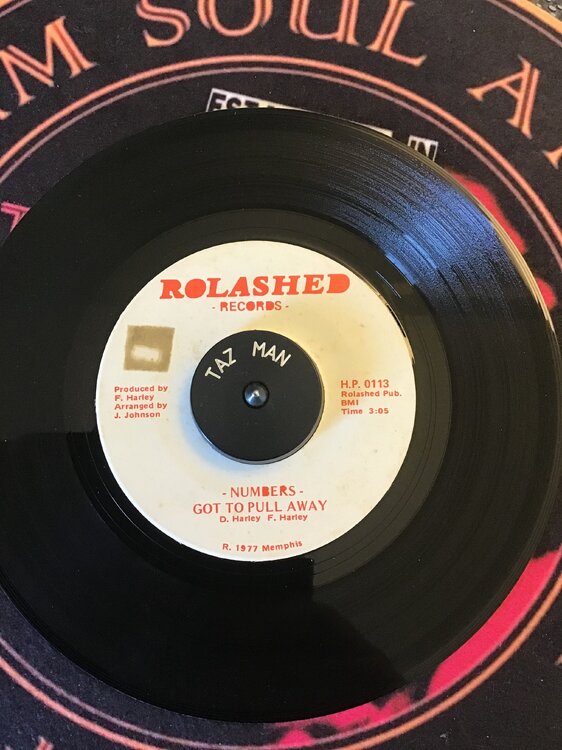 AM SOUL A
IN
ROLASHED
- RECORDS -
TAZ MAN
Produced by
F. Harley
Arranged by
J. Johnson
H.P. 0113
Rolashed Pub.
BMI
Time 3:05
- NUMBERS -
GOT TO PULL AWAY
D. Harley F. Harley
R. 1977 Memphis